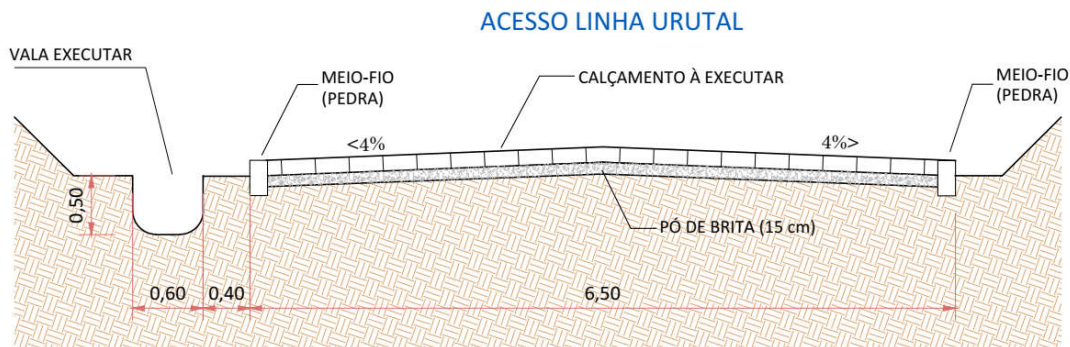 ACESSO LINHA URUTAL
VALA EXECUTAR
MEIO-FIO
(PEDRA)
CALÇAMENTO À EXECUTAR
MEIO-FIO
(PEDRA)
<4%
4%>
0,50
PÓ DE BRITA (15 cm)
0,60
0,40
6,50